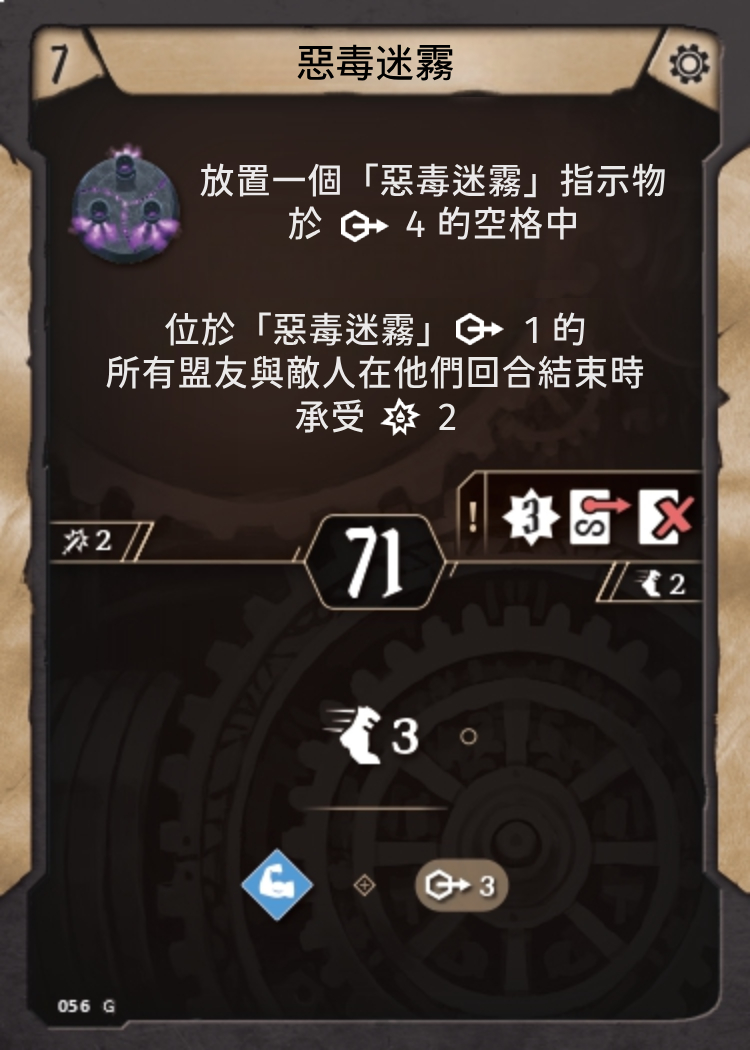 7
惡毒迷霧
放置一個「惡毒迷霧」指示物
於 4 的空格中
位於「惡毒迷霧」 1 的
所有盟友與敵人在他們回合結束時
承受 2
! 3 S
2
71
2
3
3
056 G